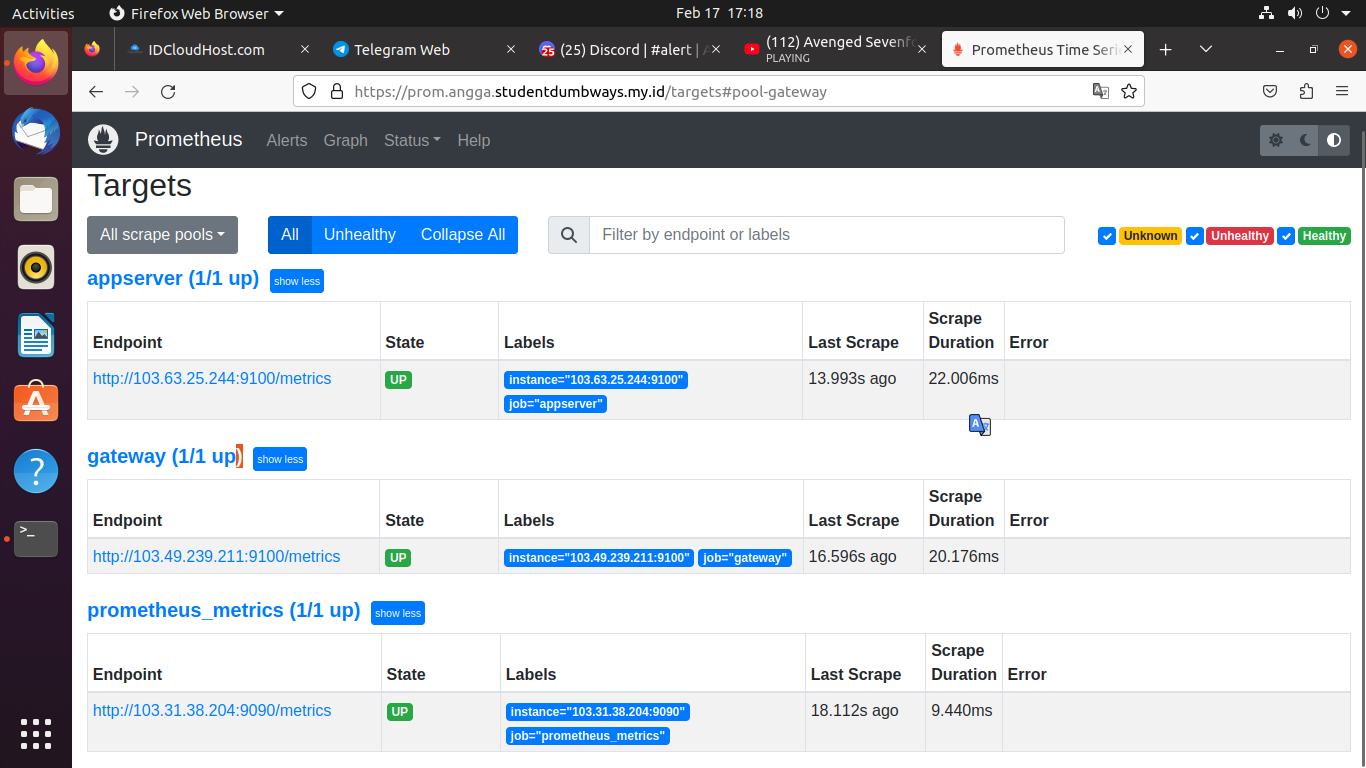 Activities
Firefox Web Browser
Feb 17 17:18
IDCloudHost.com
Telegram Web
25
(25) Discord | #alert |
(112) Avenged Sevenf
PLAYING
Prometheus Time Seri
https://prom.angga.studentdumbways.my.id/targets#pool-gateway
Prometheus
Alerts
Graph
Status
Help
Targets
All scrape pools
All
Unhealthy
Collapse All
Filter by endpoint or labels
Unknown
Unhealthy
Healthy
appserver (1/1 up)
show less
Endpoint
State
Labels
Last Scrape
Scrape
Duration
Error
http://103.63.25.244:9100/metrics
UP
instance="103.63.25.244:9100"
job="appserver"
13.993s ago
22.006ms
gateway (1/1 up)
show less
Endpoint
State
Labels
Last Scrape
Scrape
Duration
Error
http://103.49.239.211:9100/metrics
UP
instance="103.49.239.211:9100"
job="gateway"
16.596s ago
20.176ms
prometheus_metrics (1/1 up)
show less
Endpoint
State
Labels
Last Scrape
Scrape
Duration
Error
http://103.31.38.204:9090/metrics
UP
instance="103.31.38.204:9090"
job="prometheus_metrics"
18.112s ago
9.440ms